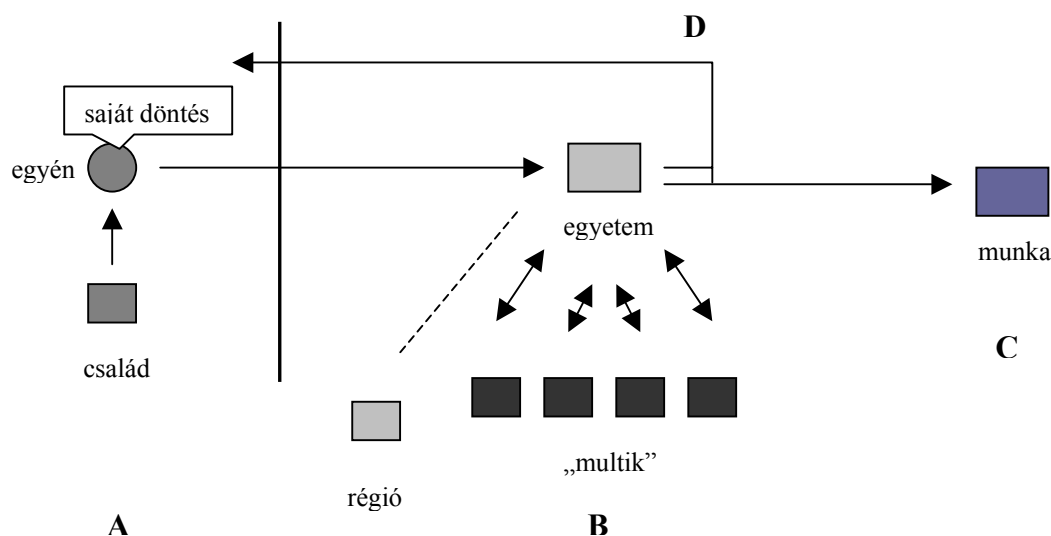 D
saját döntés
egyén
egyetem
munka
család
C
„multik”
régió
A
B